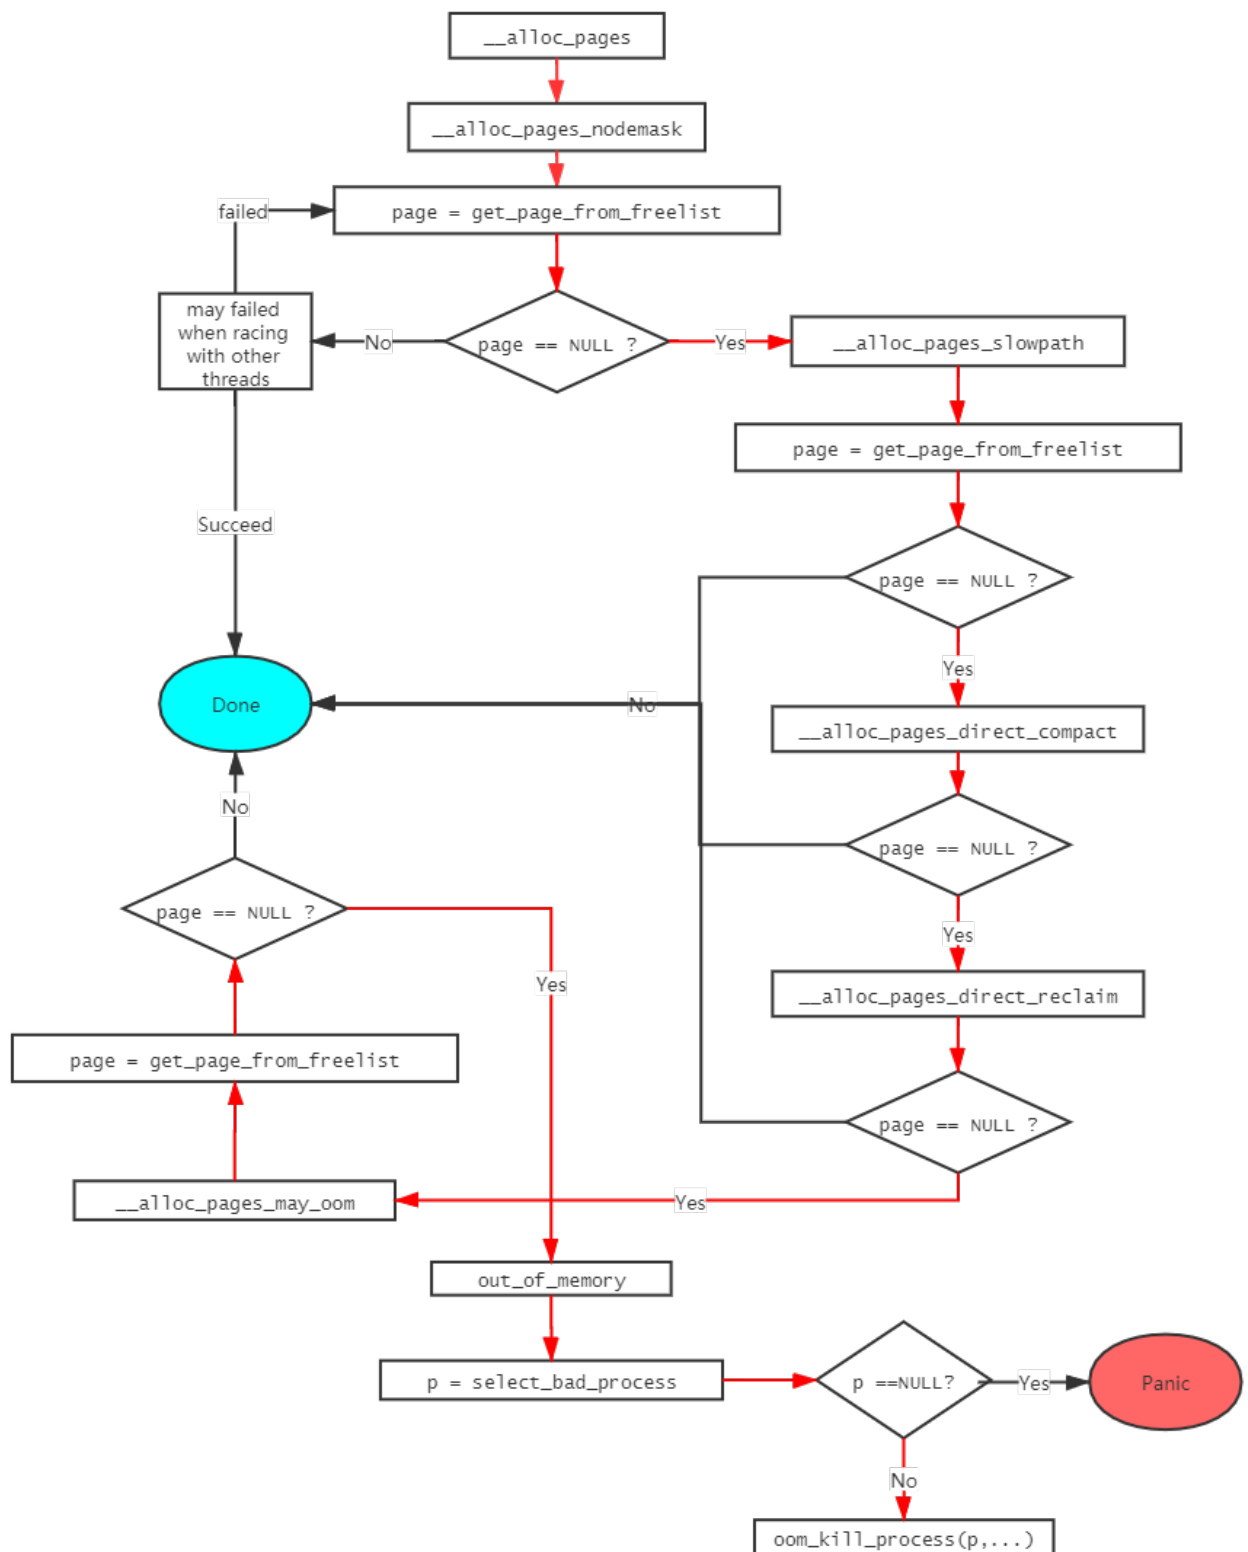 __alloc_pages
__alloc_pages_nodemask
failed
page = get_page_from_freelist
may failed
when racing
with other
threads
No
page == NULL ?
Yes
__alloc_pages_slowpath
page = get_page_from_freelist
Succeed
page == NULL ?
Yes
Done
No
__alloc_pages_direct_compact
No
page == NULL ?
page == NULL ?
Yes
Yes
__alloc_pages_direct_reclaim
page = get_page_from_freelist
page == NULL ?
__alloc_pages_may_oom
Yes
out_of_memory
p = select_bad_process
p ==NULL?
Yes
Panic
No
oom_kill_process(p,...)